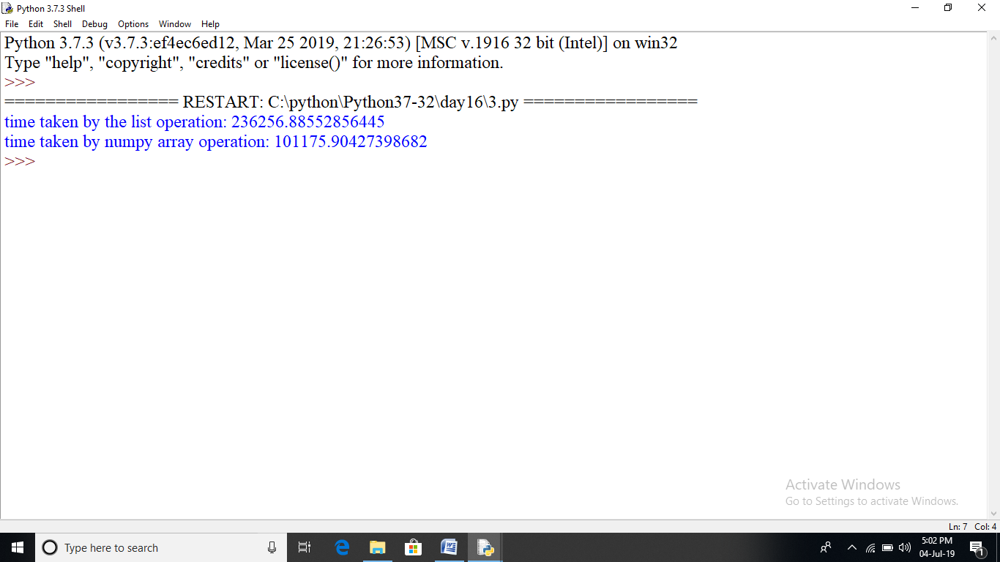 Python 3.7.3 Shell
File Edit Shell Debug Options Window Help
Python 3.7.3 (v3.7.3:ef4ec6ed12, Mar 25 2019, 21:26:53) [MSC v.1916 32 bit (Intel)] on win32
Type "help", "copyright", "credits" or "license()" for more information.
>>>
================= RESTART: C:\python\Python37-32\day16\3.py =================
time taken by the list operation: 236256.88552856445
time taken by numpy array operation: 101175.90427398682
>>>
Activate Windows
Go to Settings to activate Windows.
Ln: 7 Col: 4
Type here to search
5:02 PM
04-Jul-19
1